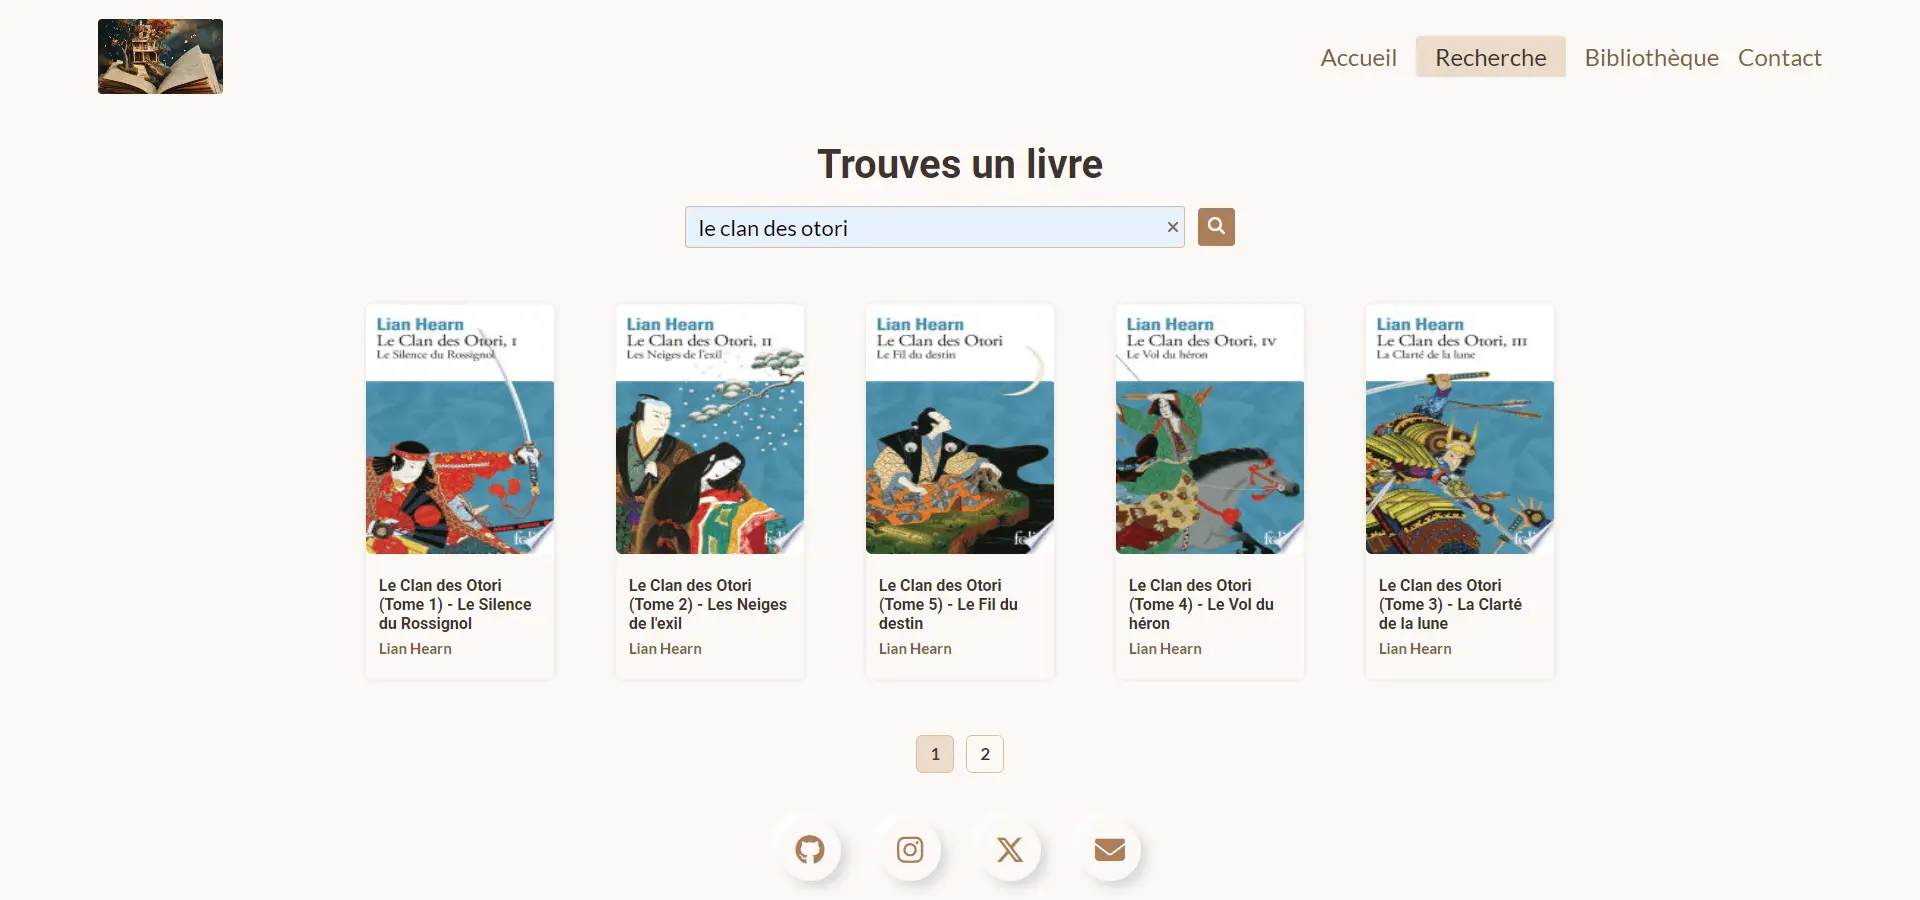 Accueil
Recherche
Bibliothèque
Contact
Trouves un livre
le clan des otori
Lian Hearn
Le Clan des Otori, I
Le Silence du Rossignol
Le Clan des Otori
(Tome 1) - Le Silence
du Rossignol
Lian Hearn
Lian Hearn
Le Clan des Otori, II
Les Neiges de l'exil
Le Clan des Otori
(Tome 2) - Les Neiges
de l'exil
Lian Hearn
Lian Hearn
Le Clan des Otori
Le Fil du destin
Le Clan des Otori
(Tome 5) - Le Fil du
destin
Lian Hearn
Lian Hearn
Le Clan des Otori, IV
Le Vol du héron
Le Clan des Otori
(Tome 4) - Le Vol du
héron
Lian Hearn
Lian Hearn
Le Clan des Otori, III
La Clarté de la lune
Le Clan des Otori
(Tome 3) - La Clarté
de la lune
Lian Hearn
1
2